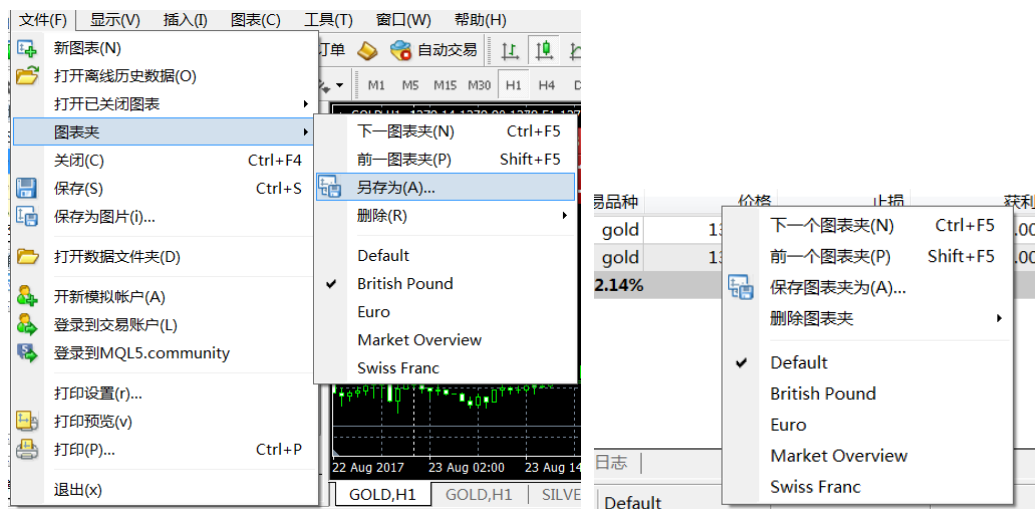 文件(F) 显示(V) 插入(I) 图表(C) 工具(T) 窗口(W) 帮助(H)
新图表(N)
打开离线历史数据(O)
打开已关闭图表
图表夹
关闭(C) Ctrl+F4
保存(S) Ctrl+S
保存为图片(i)...
打开数据文件夹(D)
开新模拟帐户(A)
登录到交易账户(L)
登录到MQL5.community
打印设置(r)...
打印预览(v)
打印(P)... Ctrl+P
退出(x)
订单 自动交易
M1 M5 M15 M30 H1 H4
下一图表夹(N) Ctrl+F5
前一图表夹(P) Shift+F5
另存为(A)...
删除(R)
Default
British Pound
Euro
Market Overview
Swiss Franc
22 Aug 2017 23 Aug 02:00 23 Aug 14
GOLD,H1 GOLD,H1 SILVE
易品种 价格 止损 获利
gold 1
gold 1
2.14%
下一个图表夹(N) Ctrl+F5
前一个图表夹(P) Shift+F5
保存图表夹为(A)...
删除图表夹
Default
British Pound
Euro
Market Overview
Swiss Franc
日志
Default